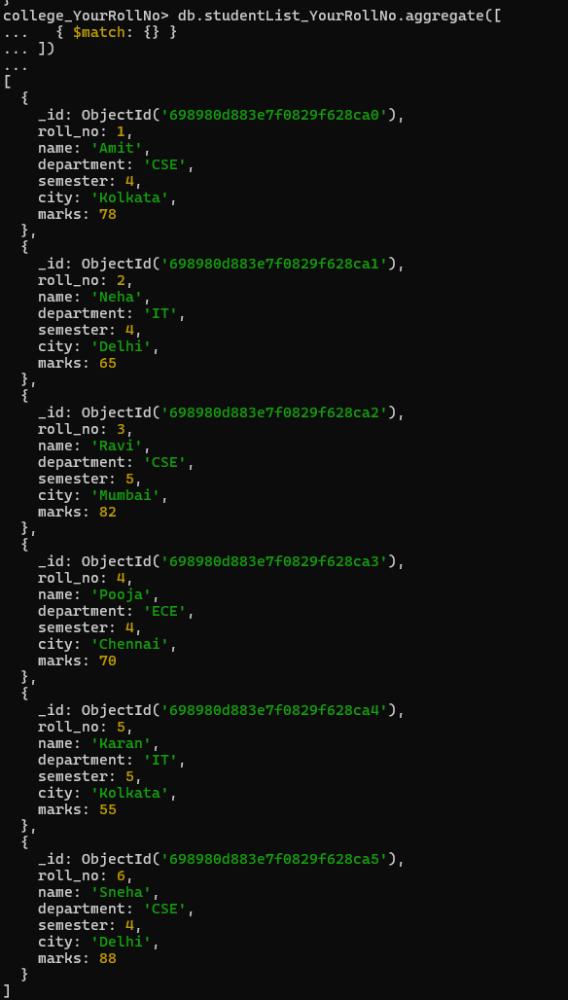 }
college_YourRollNo> db.studentList_YourRollNo.aggregate([
...   { $match: {} }
... ])
...
[
  {
    _id: ObjectId('698980d883e7f0829f628ca0'),
    roll_no: 1,
    name: 'Amit',
    department: 'CSE',
    semester: 4,
    city: 'Kolkata',
    marks: 78
  },
  {
    _id: ObjectId('698980d883e7f0829f628ca1'),
    roll_no: 2,
    name: 'Neha',
    department: 'IT',
    semester: 4,
    city: 'Delhi',
    marks: 65
  },
  {
    _id: ObjectId('698980d883e7f0829f628ca2'),
    roll_no: 3,
    name: 'Ravi',
    department: 'CSE',
    semester: 5,
    city: 'Mumbai',
    marks: 82
  },
  {
    _id: ObjectId('698980d883e7f0829f628ca3'),
    roll_no: 4,
    name: 'Pooja',
    department: 'ECE',
    semester: 4,
    city: 'Chennai',
    marks: 70
  },
  {
    _id: ObjectId('698980d883e7f0829f628ca4'),
    roll_no: 5,
    name: 'Karan',
    department: 'IT',
    semester: 5,
    city: 'Kolkata',
    marks: 55
  },
  {
    _id: ObjectId('698980d883e7f0829f628ca5'),
    roll_no: 6,
    name: 'Sneha',
    department: 'CSE',
    semester: 4,
    city: 'Delhi',
    marks: 88
  }
]